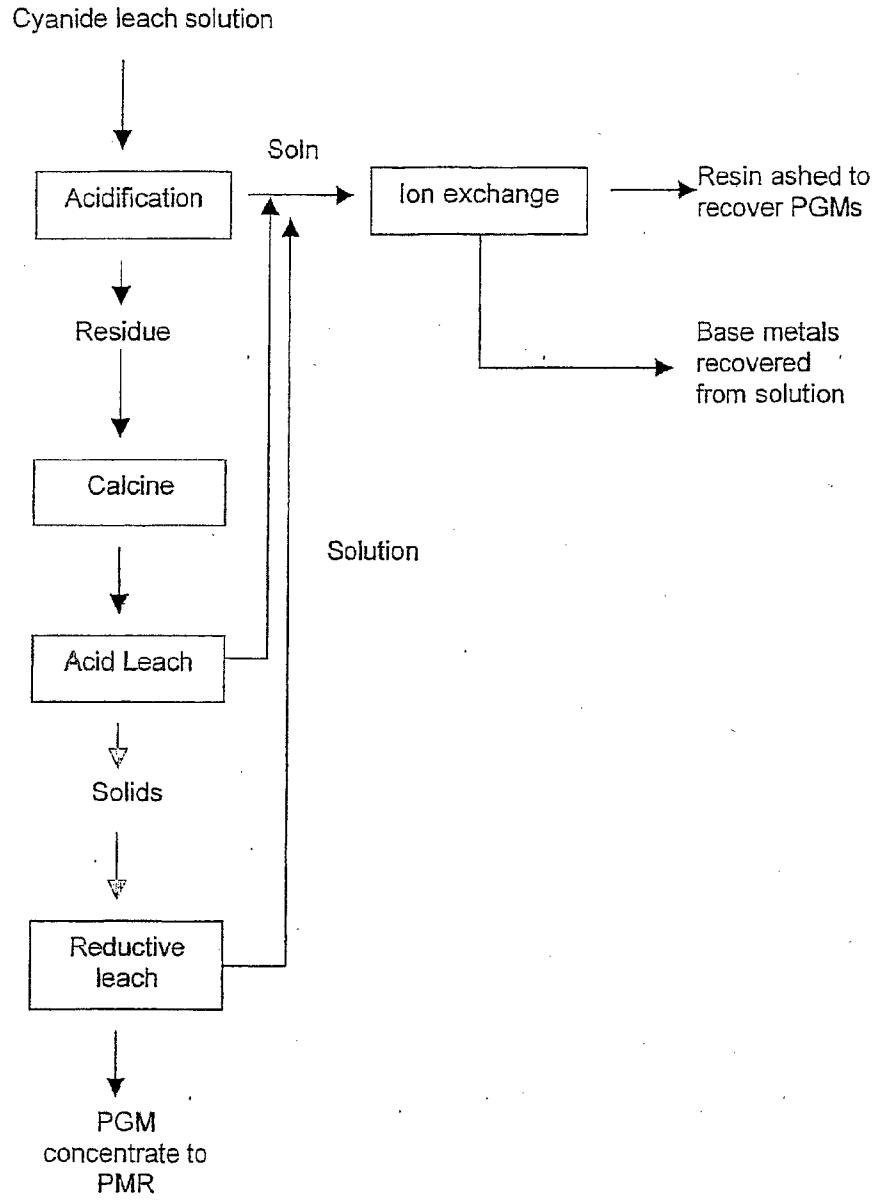 Cyanide leach solution
Soln
Acidification
Ion exchange
Resin ashed to
recover PGMs
Residue
Base metals
recovered
from solution
Calcine
Solution
Acid Leach
Solids
Reductive
leach
PGM
concentrate to
PMR